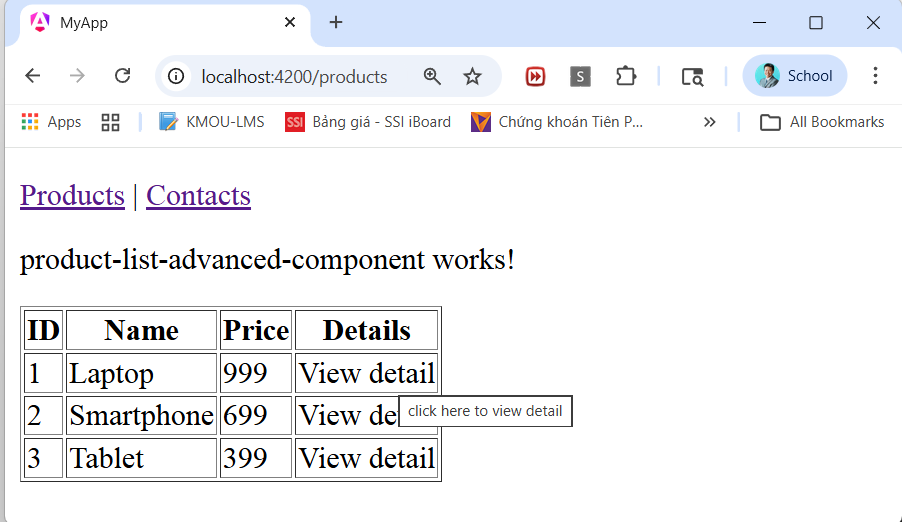 MyApp
localhost:4200/products
S
School
Apps
KMOU-LMS
SSI
Bảng giá - SSI iBoard
Chứng khoán Tiên P...
All Bookmarks
Products | Contacts
product-list-advanced-component works!
ID Name Price Details
1 Laptop 999 View detail
2 Smartphone 699 View de
click here to view detail
3 Tablet 399 View detail